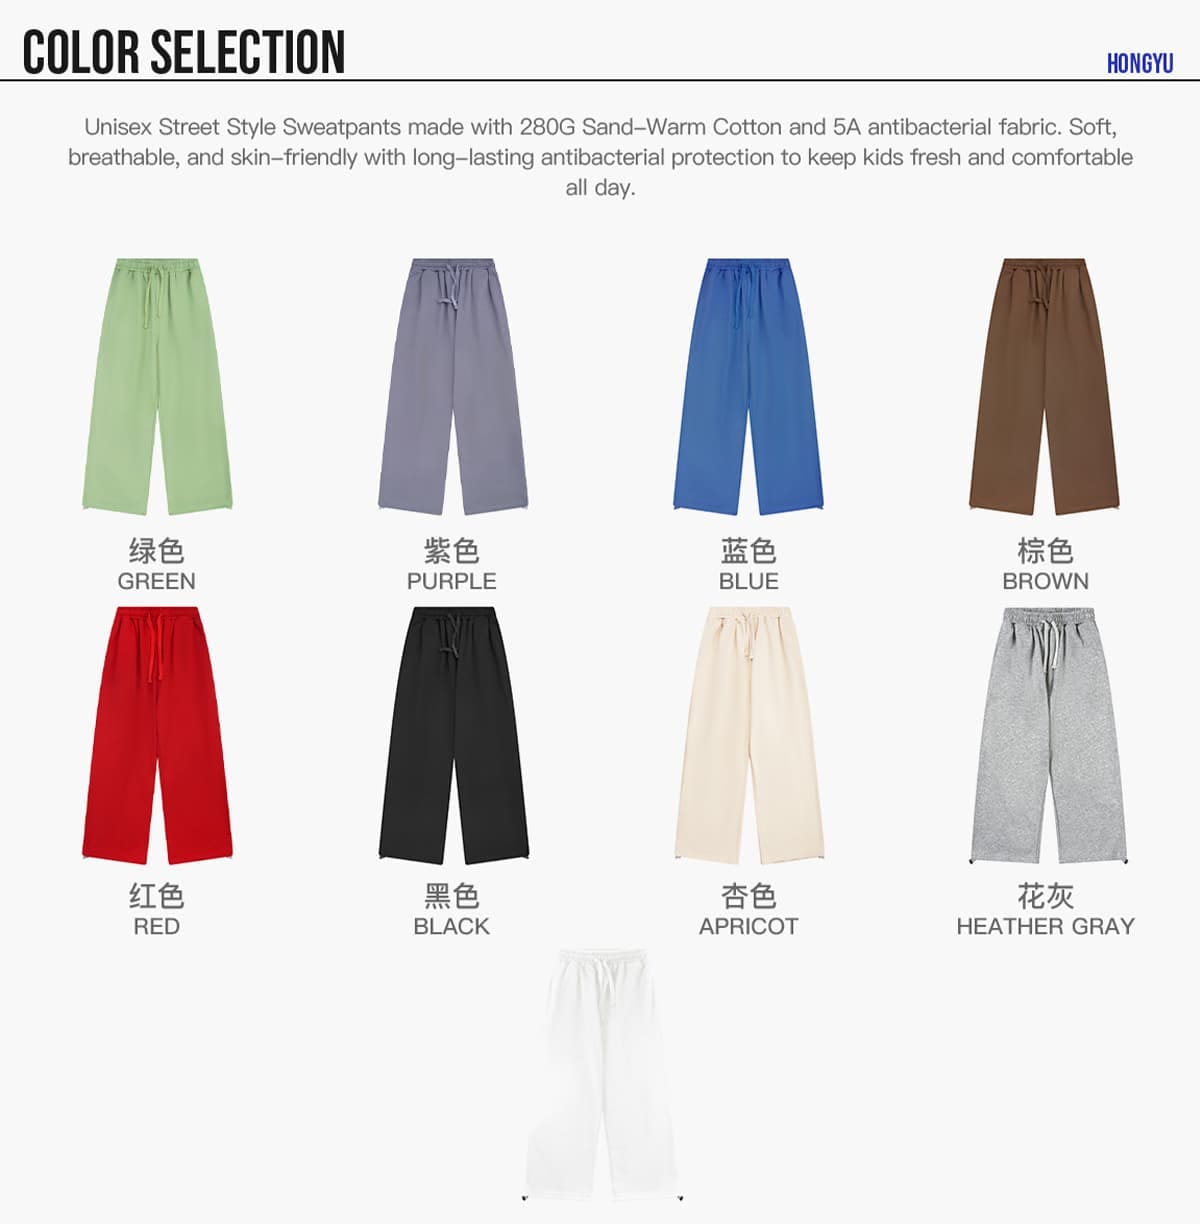 COLOR SELECTION
HONGYU
Unisex Street Style Sweatpants made with 280G Sand-Warm Cotton and 5A antibacterial fabric. Soft,
breathable, and skin-friendly with long-lasting antibacterial protection to keep kids fresh and comfortable
all day.
绿色
GREEN
紫色
PURPLE
蓝色
BLUE
棕色
BROWN
红色
RED
黑色
BLACK
杏色
APRICOT
花灰
HEATHER GRAY